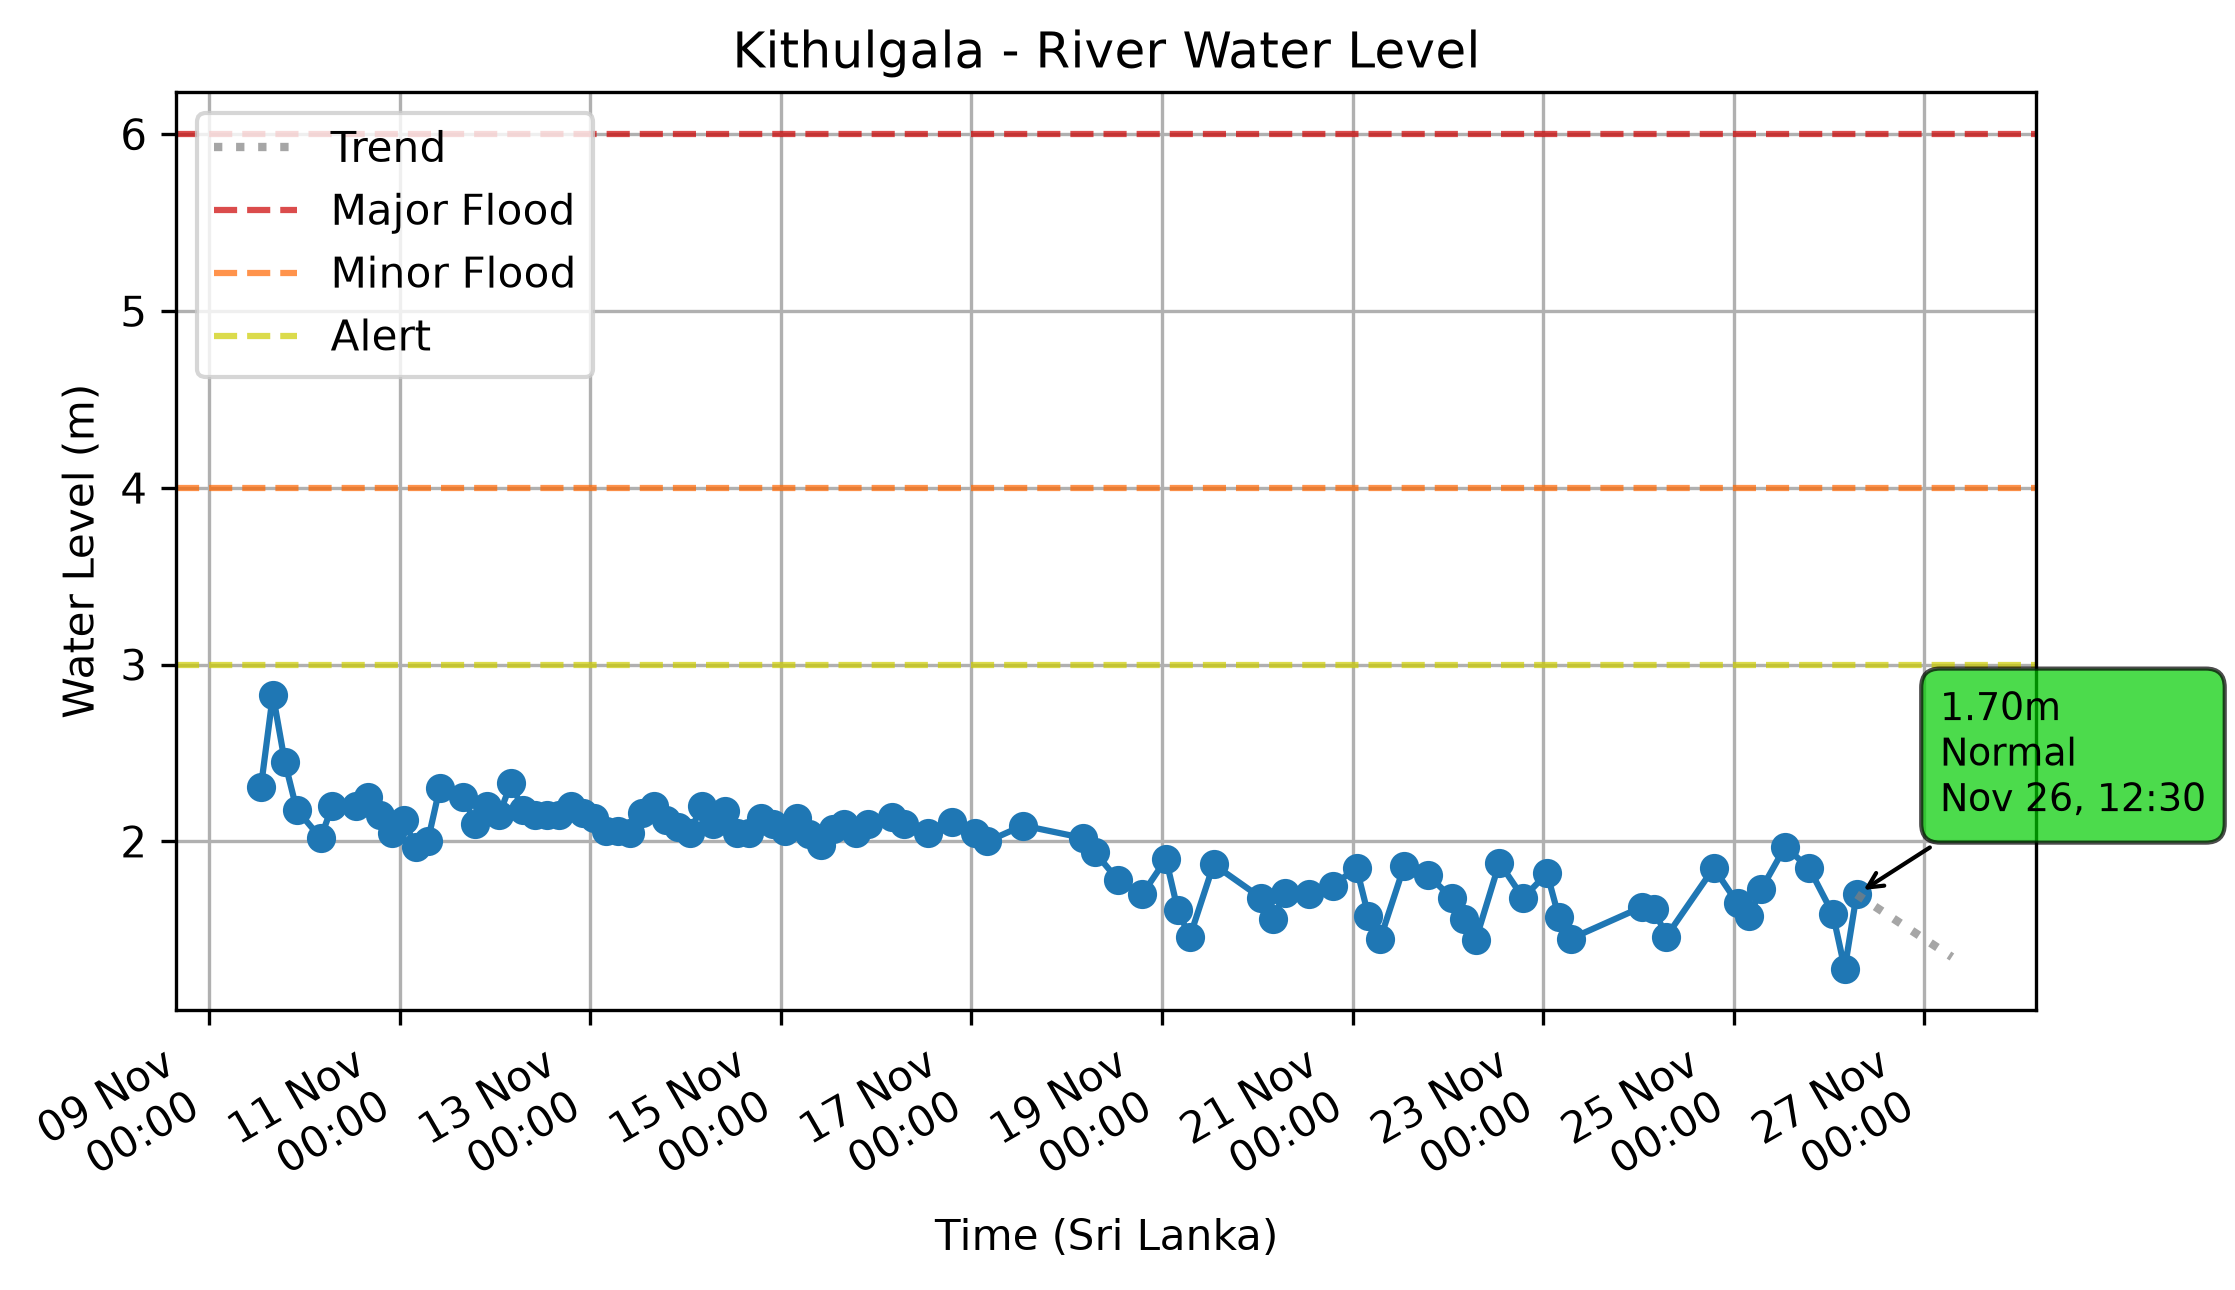 Kithulgala - River Water Level
Trend
Major Flood
Minor Flood
Alert
6
5
4
3
2
Water Level (m)
1.70m
Normal
Nov 26, 12:30
09 Nov
00:00
11 Nov
00:00
13 Nov
00:00
15 Nov
00:00
17 Nov
00:00
19 Nov
00:00
21 Nov
00:00
23 Nov
00:00
25 Nov
00:00
27 Nov
00:00
Time (Sri Lanka)